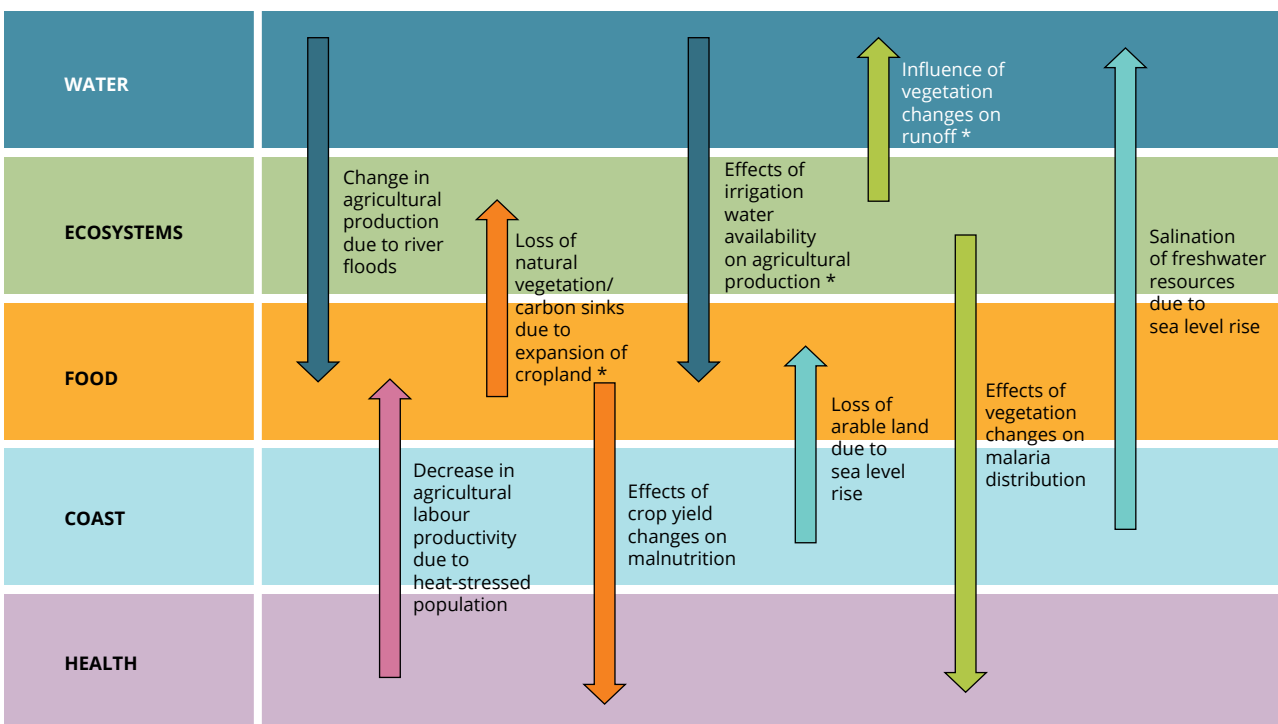 WATER
ECOSYSTEMS
FOOD
COAST
HEALTH
Change in
agricultural
production
due to river
floods
Decrease in
agricultural
labour
productivity
due to
heat-stressed
population
Loss of
natural
vegetation/
carbon sinks
due to
expansion of
cropland *
Effects of
crop yield
changes on
malnutrition
Effects of
irrigation
water
availability
on agricultural
production *
Loss of
arable land
due to
sea level
rise
Influence of
vegetation
changes on
runoff *
Effects of
vegetation
changes on
malaria
distribution
Salination
of freshwater
resources
due to
sea level rise